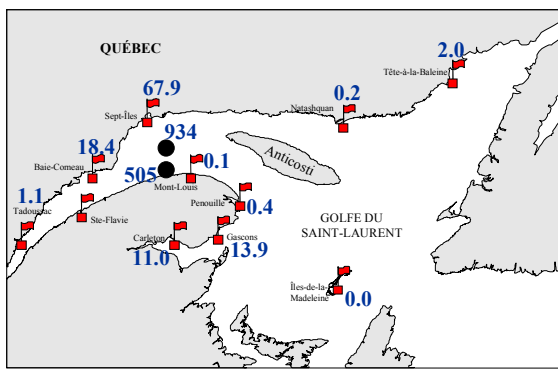 2.0
QUÉBEC
Tête-à-la-Baleine
67.9
0.2
Natashquan
Sept-Îles
934
18.4
Anticosti
505
0.1
Baie-Comeau
Mont-Louis
1.1
Penouille
Tadoussac
0.4
Ste-Flavie
GOLFE DU
SAINT-LAURENT
Carleton
Gascons
11.0
13.9
Îles-de-la-
Madeleine
0.0